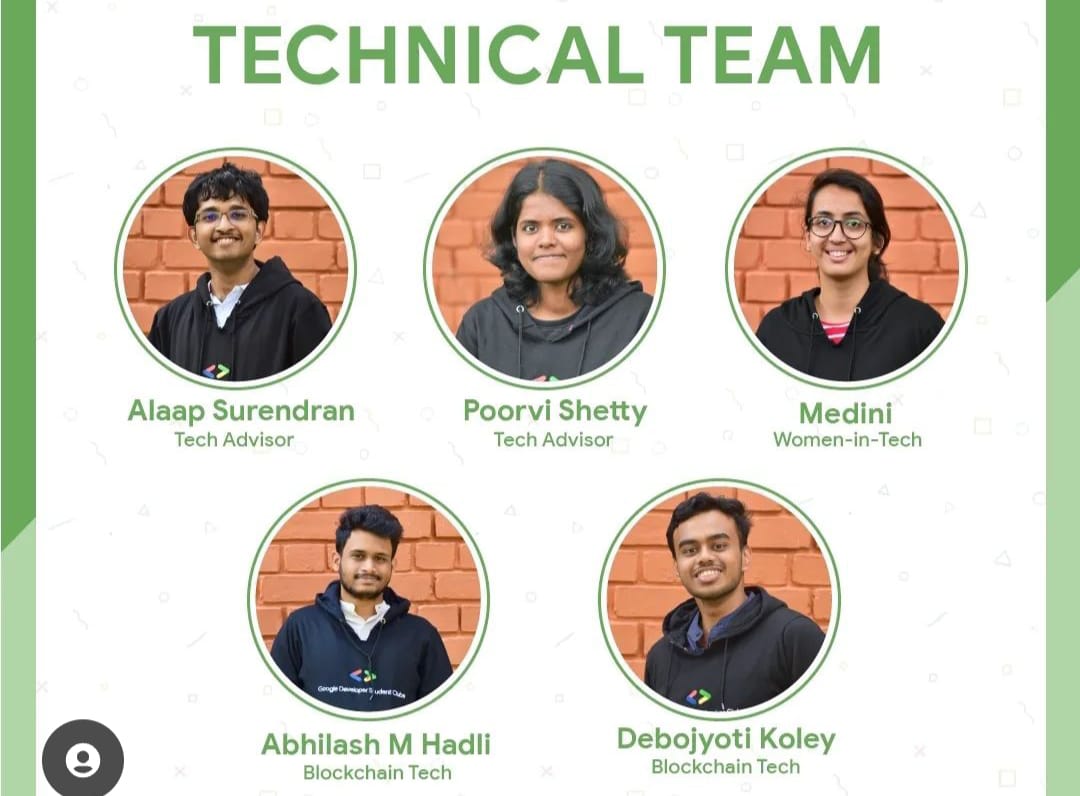 TECHNICAL TEAM
Alaap Surendran
Tech Advisor
Poorvi Shetty
Tech Advisor
Medini
Women-in-Tech
Google Developer Student Clubs
Abhilash M Hadli
Blockchain Tech
Debojyoti Koley
Blockchain Tech